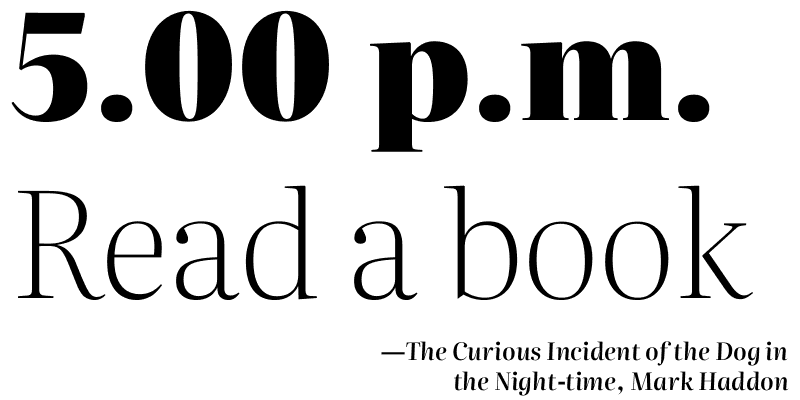 5.00 p.m.
Read a book
—The Curious Incident of the Dog in
the Night-time, Mark Haddon